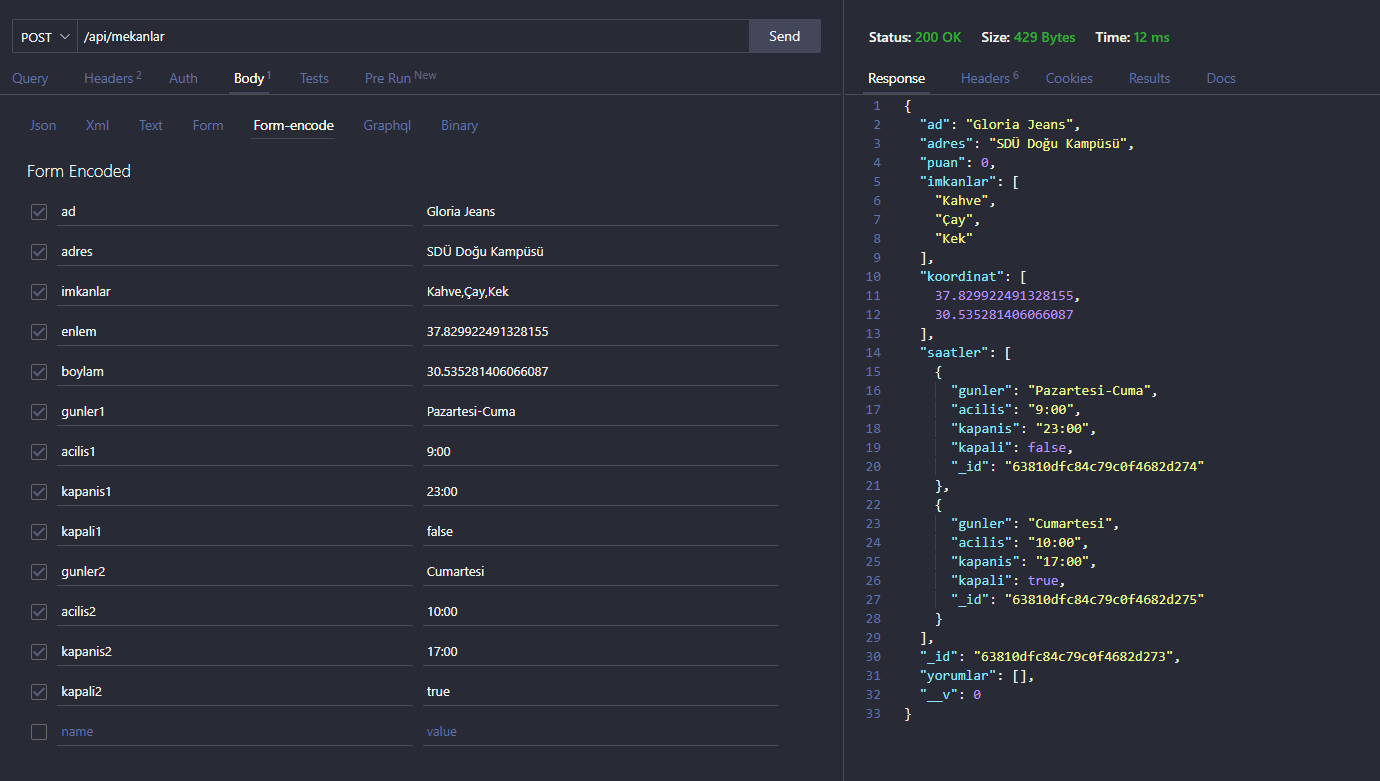 POST /api/mekanlar Send
Query Headers 2 Auth Body 1 Tests Pre Run New
Json Xml Text Form Form-encode Graphql Binary
Form Encoded
ad Gloria Jeans
adres SDÜ Doğu Kampüsü
imkanlar Kahve,Çay,Kek
enlem 37.829922491328155
boylam 30.535281406066087
gunler1 Pazartesi-Cuma
acilis1 9:00
kapanis1 23:00
kapali1 false
gunler2 Cumartesi
acilis2 10:00
kapanis2 17:00
kapali2 true
name value
Status: 200 OK Size: 429 Bytes Time: 12 ms
Response Headers 6 Cookies Results Docs
1 {
2 "ad": "Gloria Jeans",
3 "adres": "SDÜ Doğu Kampüsü",
4 "puan": 0,
5 "imkanlar": [
6 "Kahve",
7 "Çay",
8 "Kek"
9 ],
10 "koordinat": [
11 37.829922491328155,
12 30.535281406066087
13 ],
14 "saatler": [
15 {
16 "gunler": "Pazartesi-Cuma",
17 "acilis": "9:00",
18 "kapanis": "23:00",
19 "kapali": false,
20 "_id": "63810dfc84c79c0f4682d274"
21 },
22 {
23 "gunler": "Cumartesi",
24 "acilis": "10:00",
25 "kapanis": "17:00",
26 "kapali": true,
27 "_id": "63810dfc84c79c0f4682d275"
28 }
29 ],
30 "_id": "63810dfc84c79c0f4682d273",
31 "yorumlar": [],
32 "__v": 0
33 }